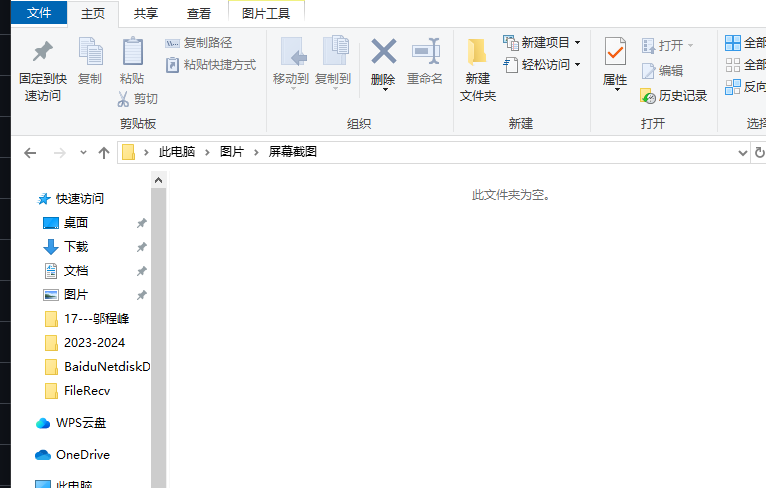 文件 主页 共享 查看 图片工具
固定到快速访问
复制
粘贴
复制路径
粘贴快捷方式
剪切
剪贴板
移动到
复制到
删除
重命名
组织
新建文件夹
新建项目
轻松访问
新建
属性
打开
编辑
历史记录
打开
全部
全部
反向
选择
此电脑 图片 屏幕截图
快速访问
桌面
下载
文档
图片
17---邬程峰
2023-2024
BaiduNetdiskD
FileRecv
WPS云盘
OneDrive
此电脑
此文件夹为空。